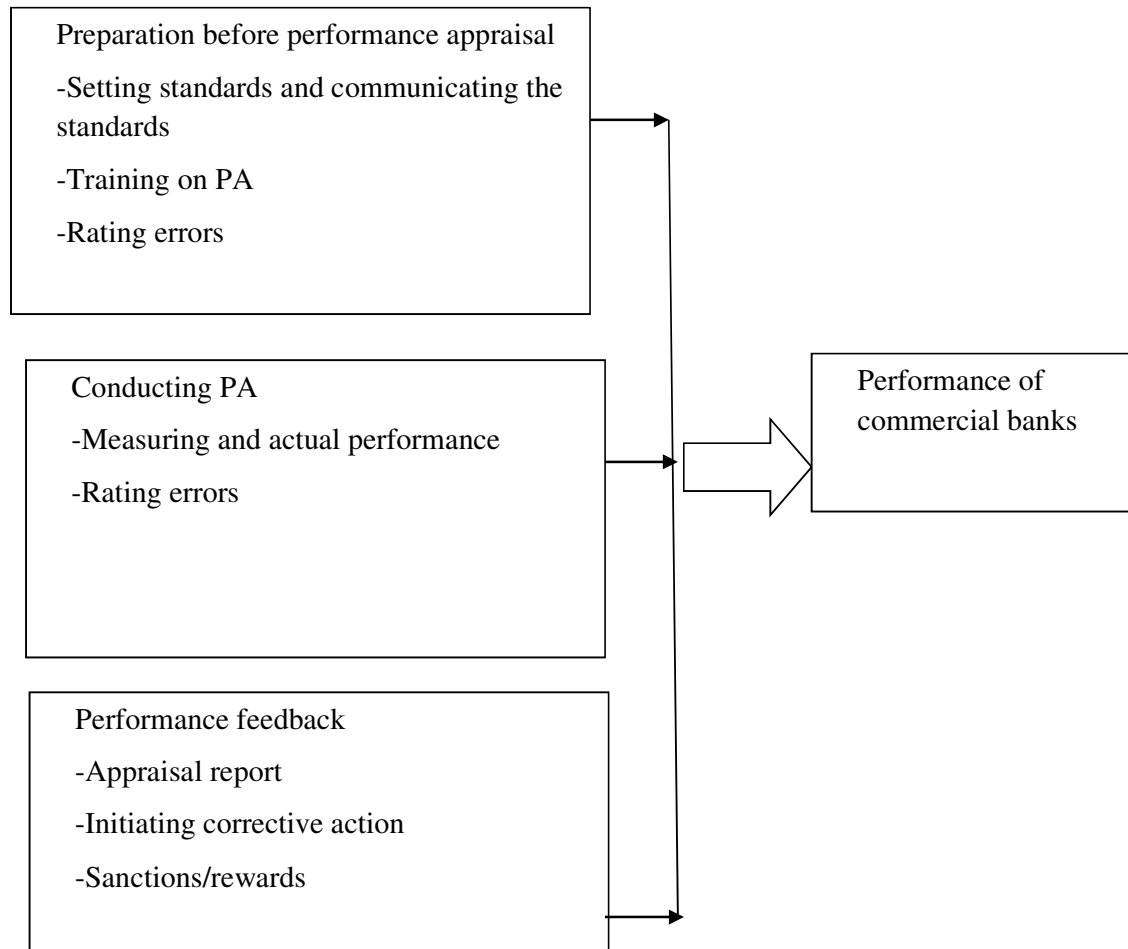 Preparation before performance appraisal
-Setting standards and communicating the
standards
-Training on PA
-Rating errors
Conducting PA
-Measuring and actual performance
-Rating errors
Performance of
commercial banks
Performance feedback
-Appraisal report
-Initiating corrective action
-Sanctions/rewards